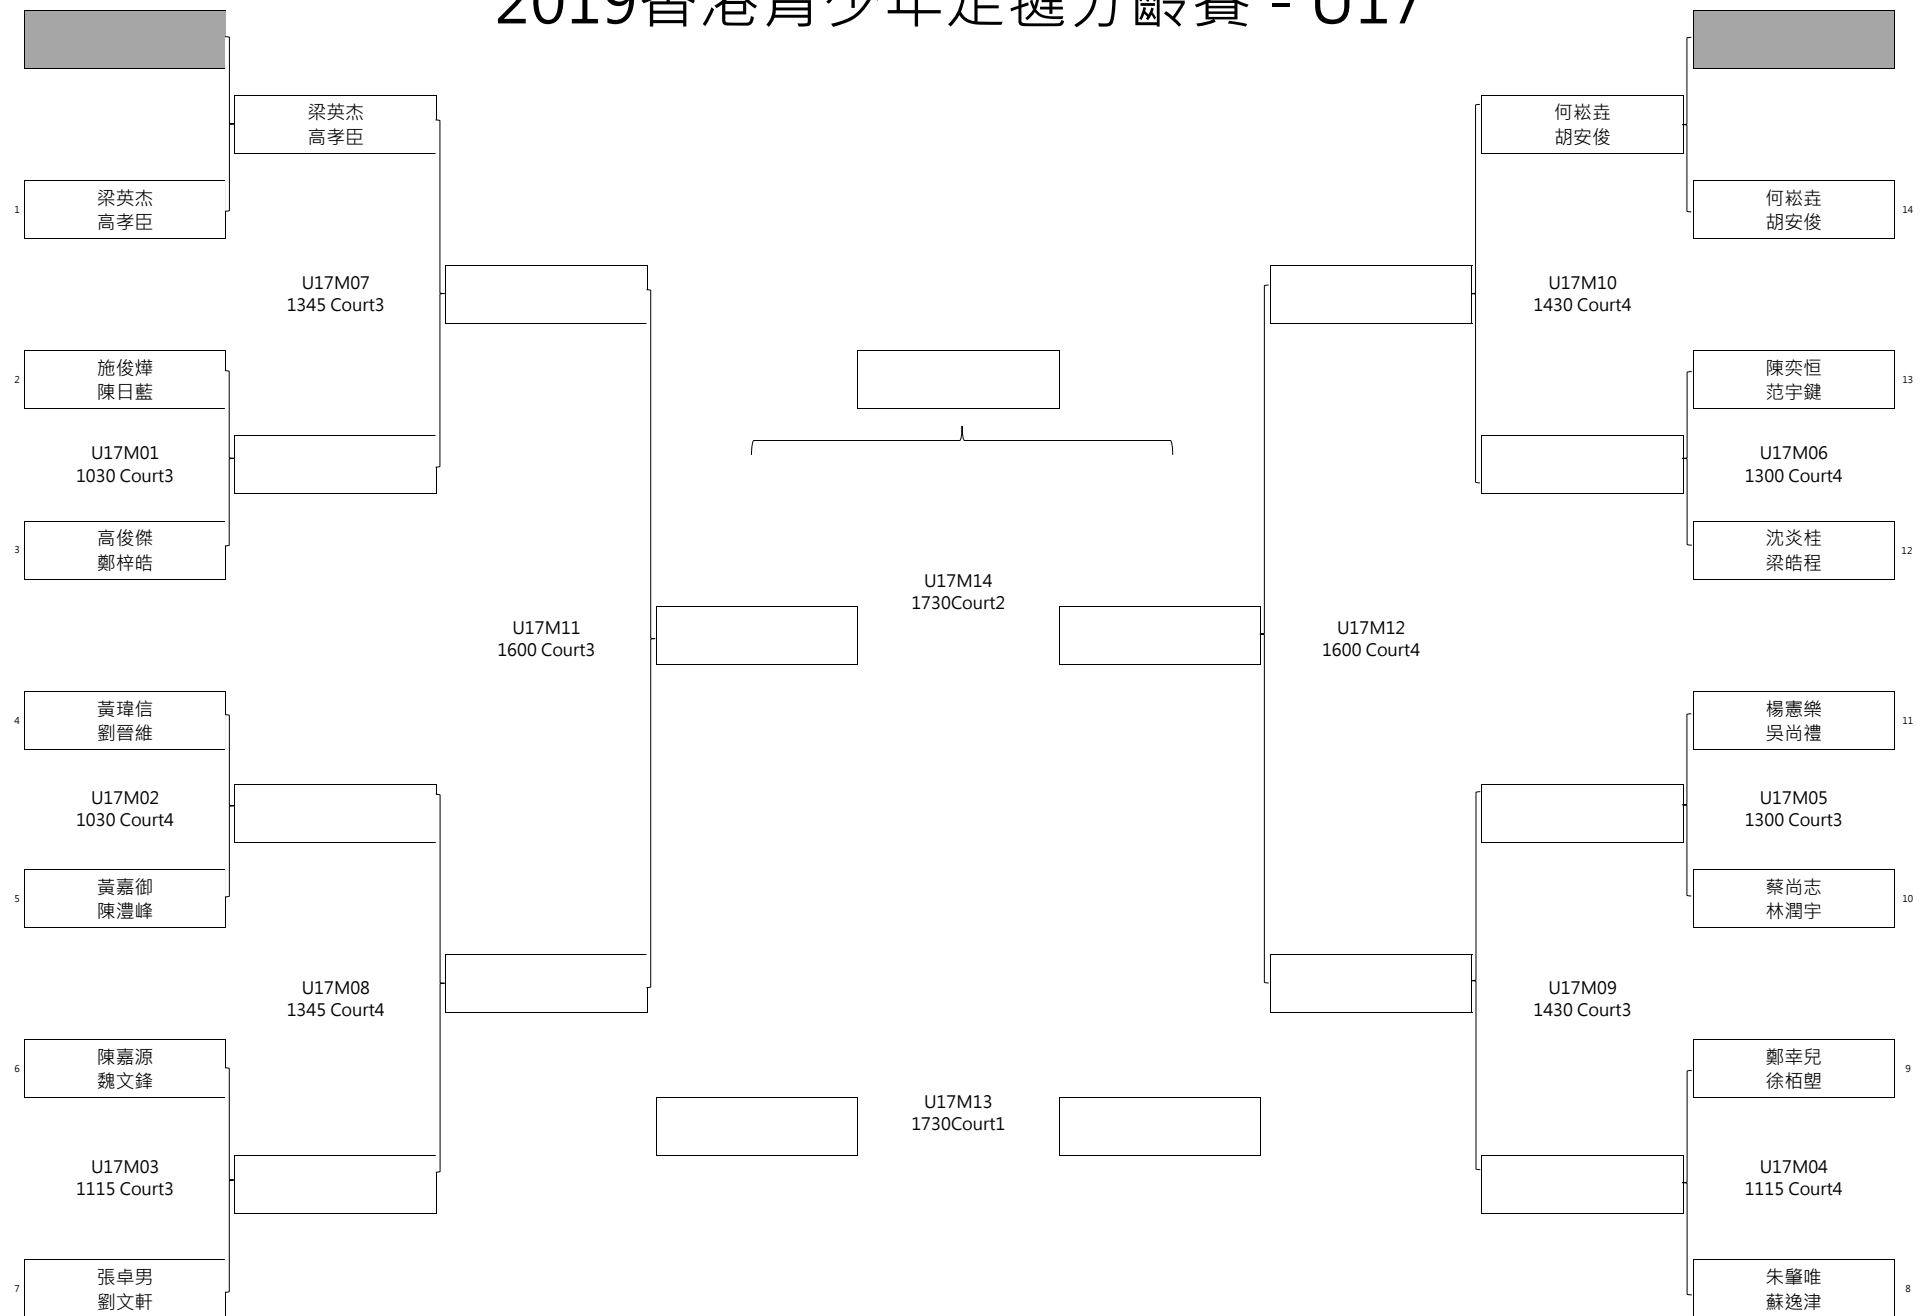 2019香港青少年足毽分齡賽 - U17
梁英杰
高孝臣
何崧垚
胡安俊
1
梁英杰
高孝臣
何崧垚
胡安俊
14
U17M07
1345 Court3
U17M10
1430 Court4
2
施俊燁
陳日藍
陳奕恒
范宇鍵
13
U17M01
1030 Court3
U17M06
1300 Court4
3
高俊傑
鄭梓皓
沈炎桂
梁皓程
12
U17M14
1730Court2
U17M11
1600 Court3
U17M12
1600 Court4
4
黃瑋信
劉晉維
楊憲樂
吳尚禮
11
U17M02
1030 Court4
U17M05
1300 Court3
5
黃嘉御
陳灃峰
蔡尚志
林潤宇
10
U17M08
1345 Court4
U17M09
1430 Court3
6
陳嘉源
魏文鋒
鄭幸兒
徐栢塱
9
U17M13
1730Court1
U17M03
1115 Court3
U17M04
1115 Court4
7
張卓男
劉文軒
朱肇唯
蘇逸津
8